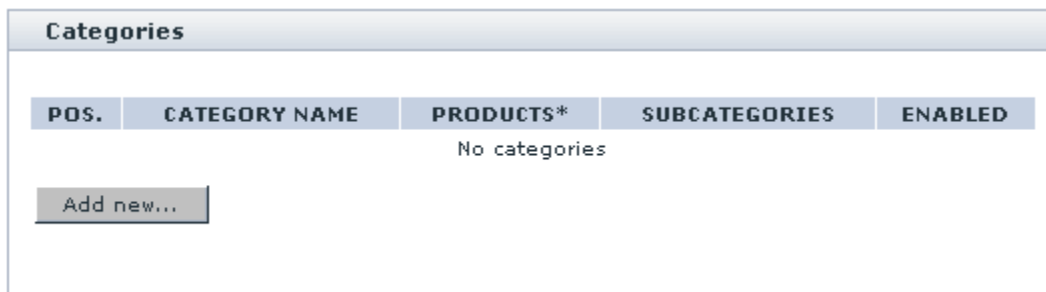 Categories
POS. CATEGORY NAME PRODUCTS* SUBCATEGORIES ENABLED
No categories
Add new...